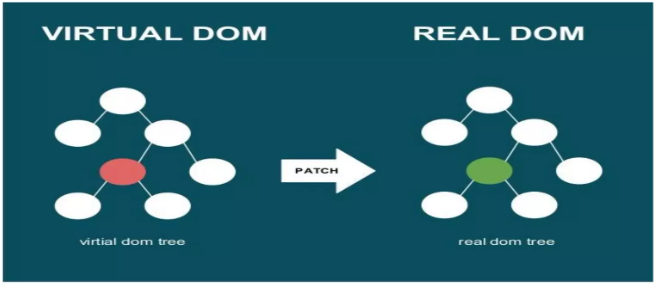 VIRTUAL DOM
REAL DOM
PATCH
virtial dom tree
real dom tree